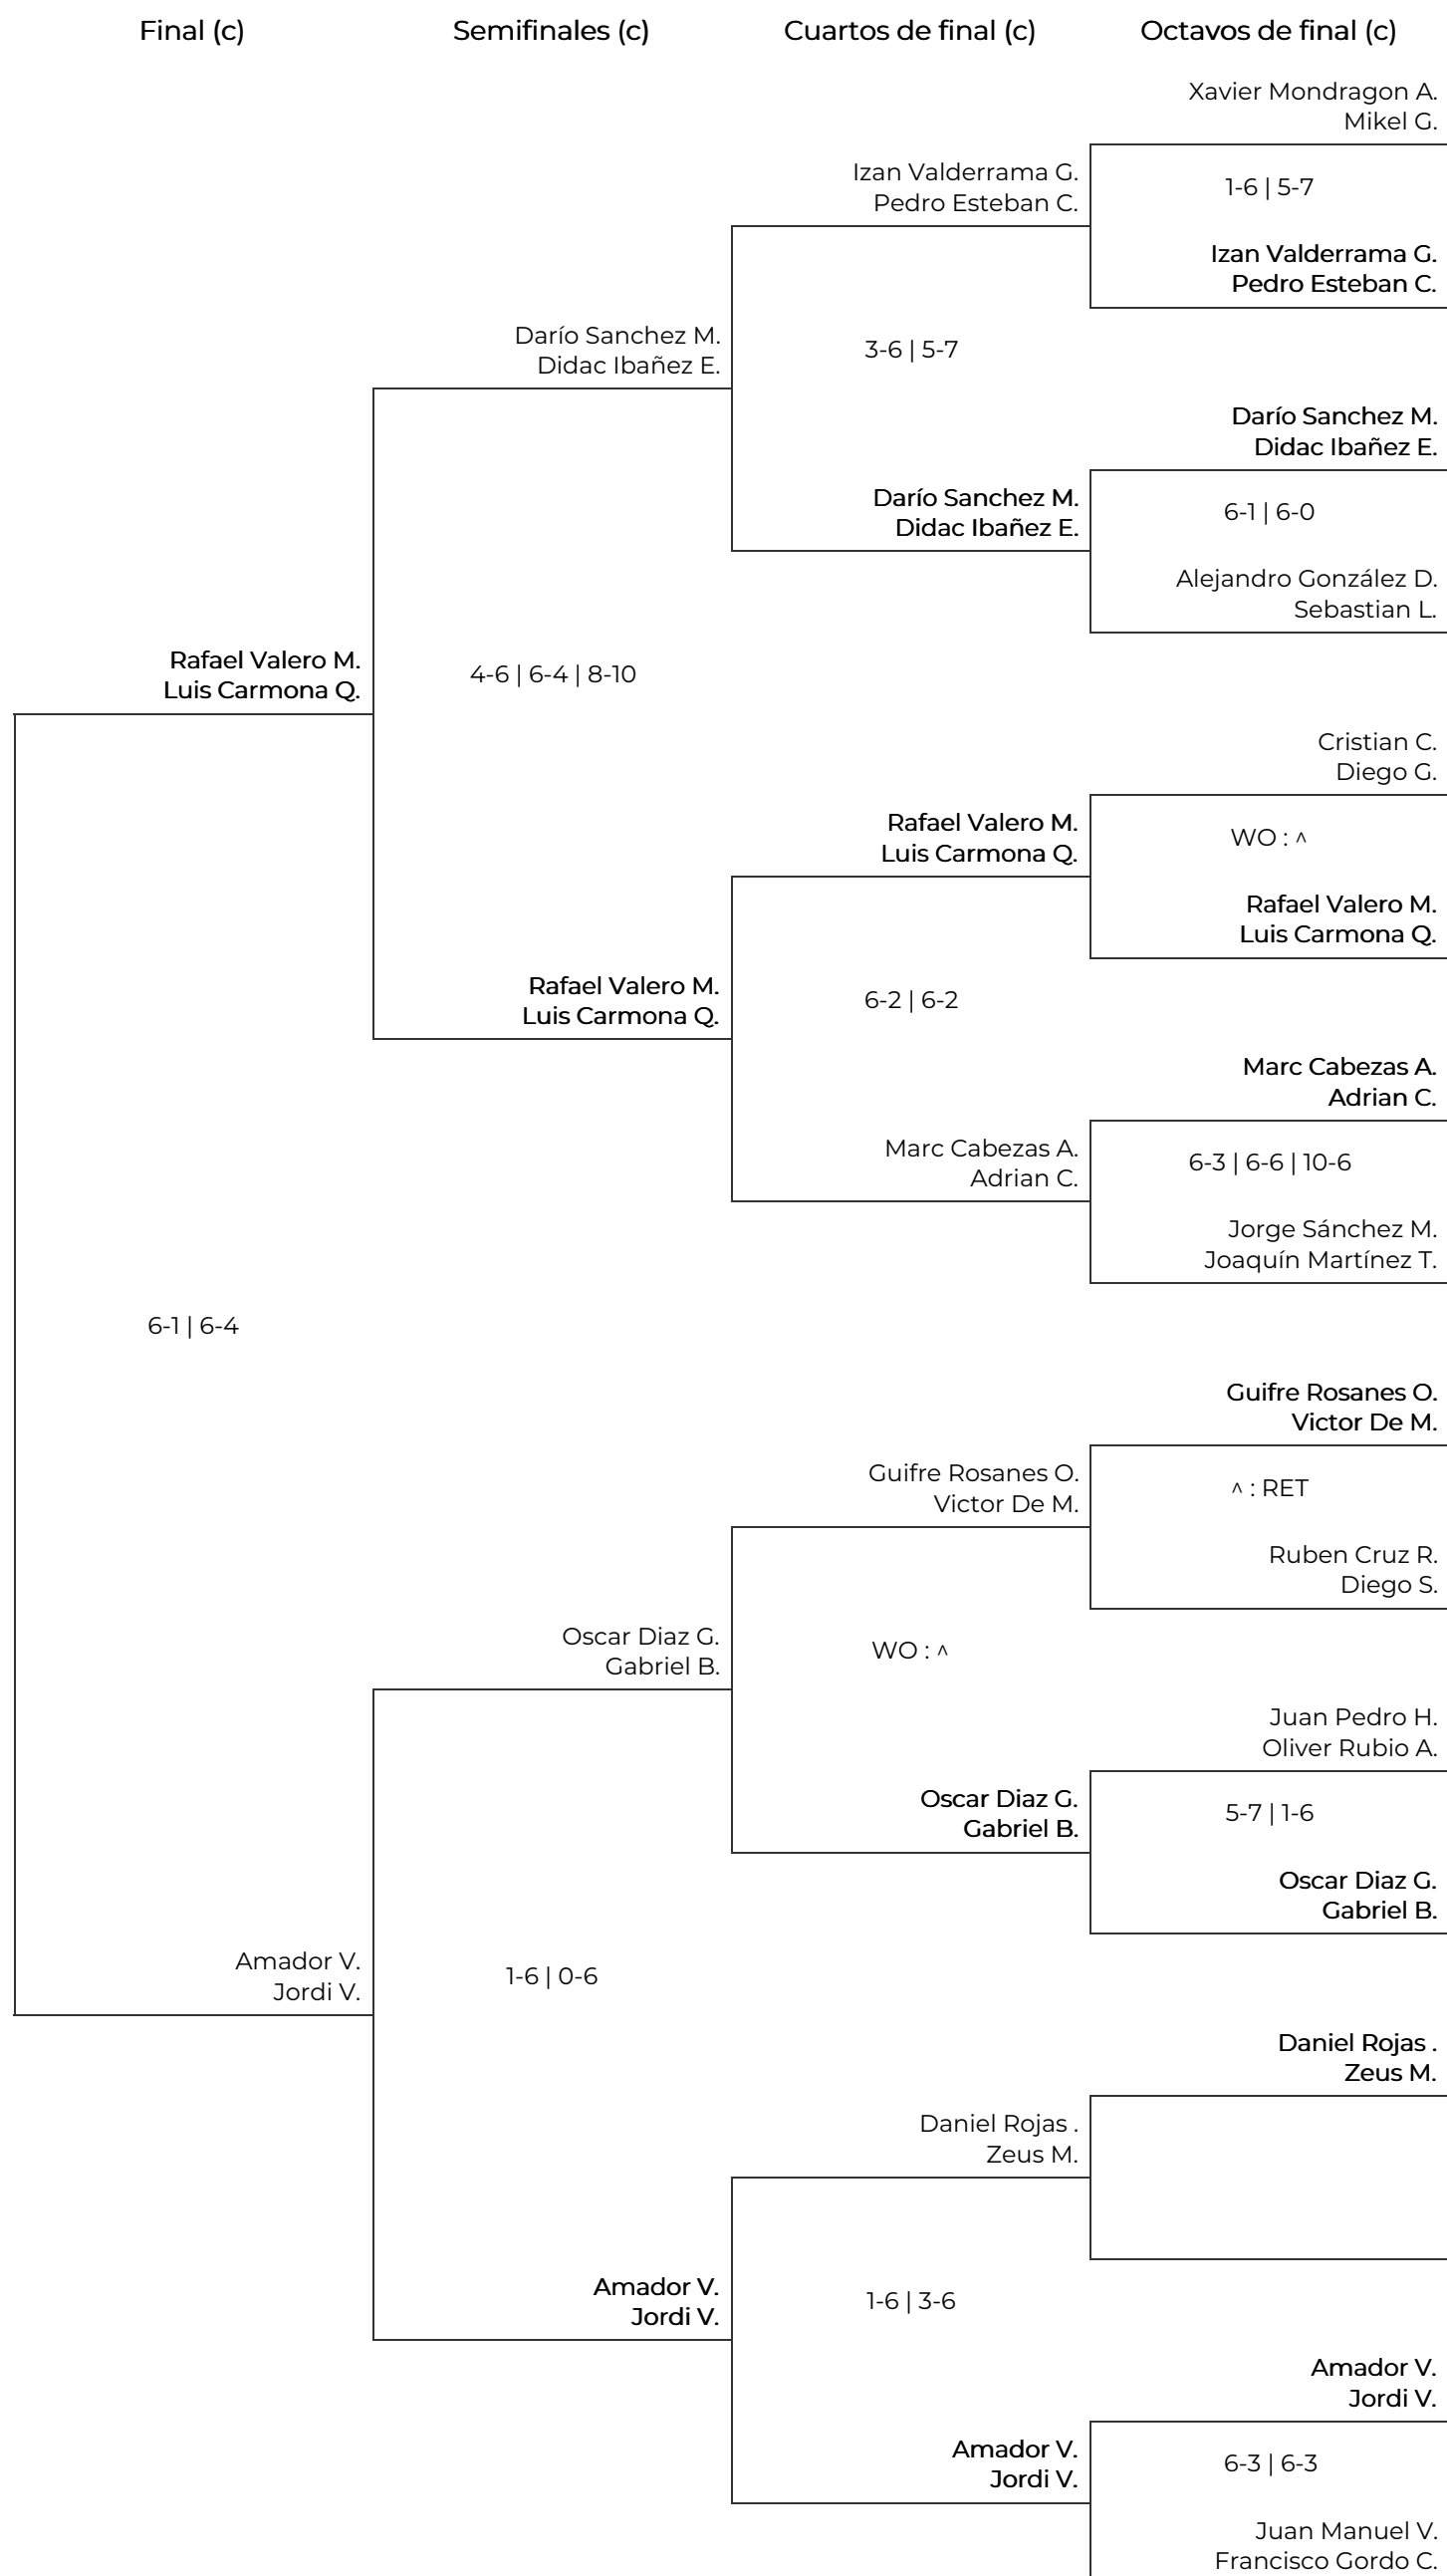 Final (c)
Semifinales (c)
Cuartos de final (c)
Octavos de final (c)
Xavier Mondragon A.
Mikel G.
Izan Valderrama G.
Pedro Esteban C.
1-6 | 5-7
Izan Valderrama G.
Pedro Esteban C.
Darío Sanchez M.
Didac Ibañez E.
3-6 | 5-7
Darío Sanchez M.
Didac Ibañez E.
Darío Sanchez M.
Didac Ibañez E.
6-1 | 6-0
Alejandro González D.
Sebastian L.
Rafael Valero M.
Luis Carmona Q.
4-6 | 6-4 | 8-10
Cristian C.
Diego G.
Rafael Valero M.
Luis Carmona Q.
WO : ^
Rafael Valero M.
Luis Carmona Q.
Rafael Valero M.
Luis Carmona Q.
6-2 | 6-2
Marc Cabezas A.
Adrian C.
Marc Cabezas A.
Adrian C.
6-3 | 6-6 | 10-6
Jorge Sánchez M.
Joaquín Martínez T.
6-1 | 6-4
Guifre Rosanes O.
Victor De M.
Guifre Rosanes O.
Victor De M.
^ : RET
Ruben Cruz R.
Diego S.
Oscar Diaz G.
Gabriel B.
WO : ^
Juan Pedro H.
Oliver Rubio A.
Oscar Diaz G.
Gabriel B.
5-7 | 1-6
Oscar Diaz G.
Gabriel B.
Amador V.
Jordi V.
1-6 | 0-6
Daniel Rojas .
Zeus M.
Daniel Rojas .
Zeus M.
Amador V.
Jordi V.
1-6 | 3-6
Amador V.
Jordi V.
Amador V.
Jordi V.
6-3 | 6-3
Juan Manuel V.
Francisco Gordo C.